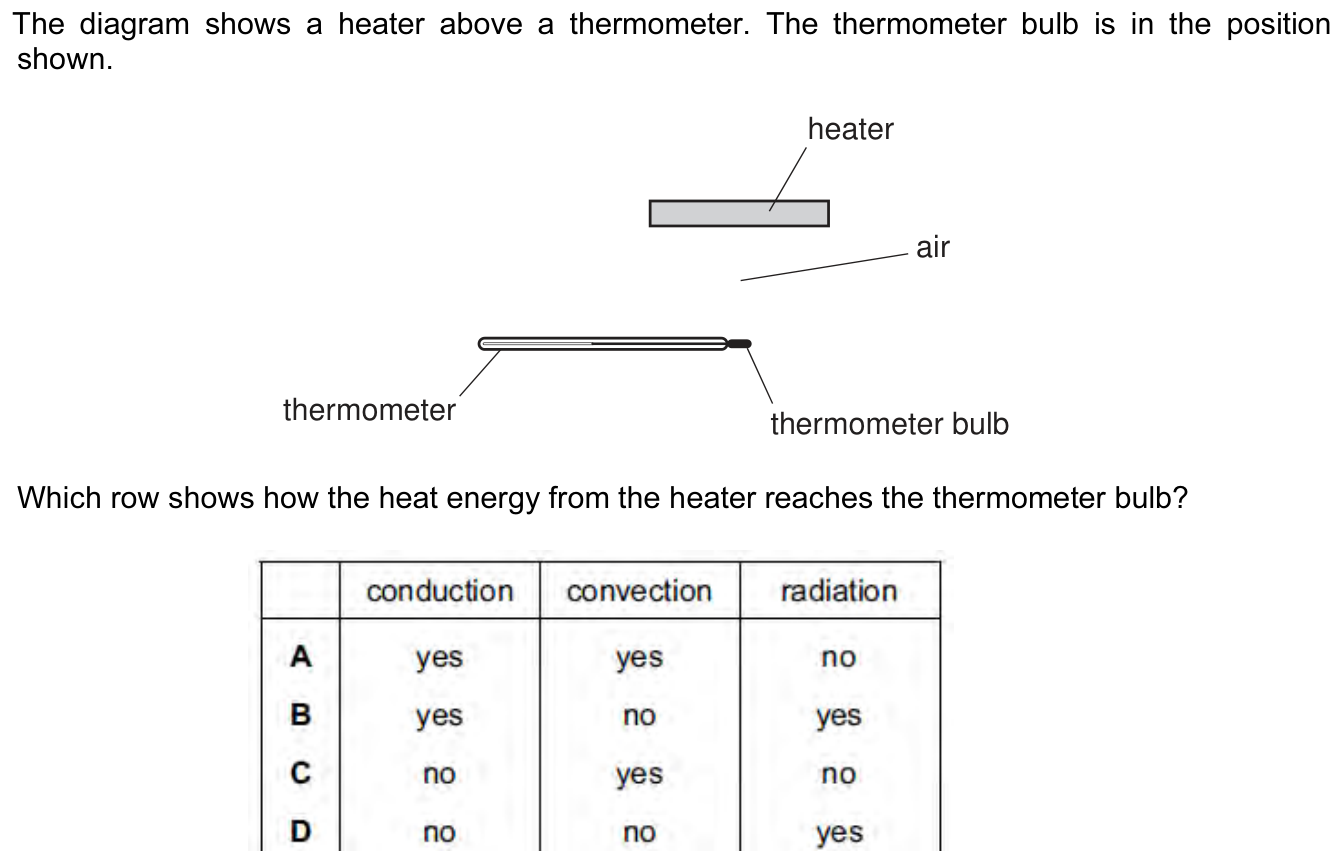 The diagram shows a heater above a thermometer. The thermometer bulb is in the position
shown.
heater
air
thermometer
thermometer bulb
Which row shows how the heat energy from the heater reaches the thermometer bulb?
conduction convection radiation
A yes yes no
B yes no yes
C no yes no
D no no yes